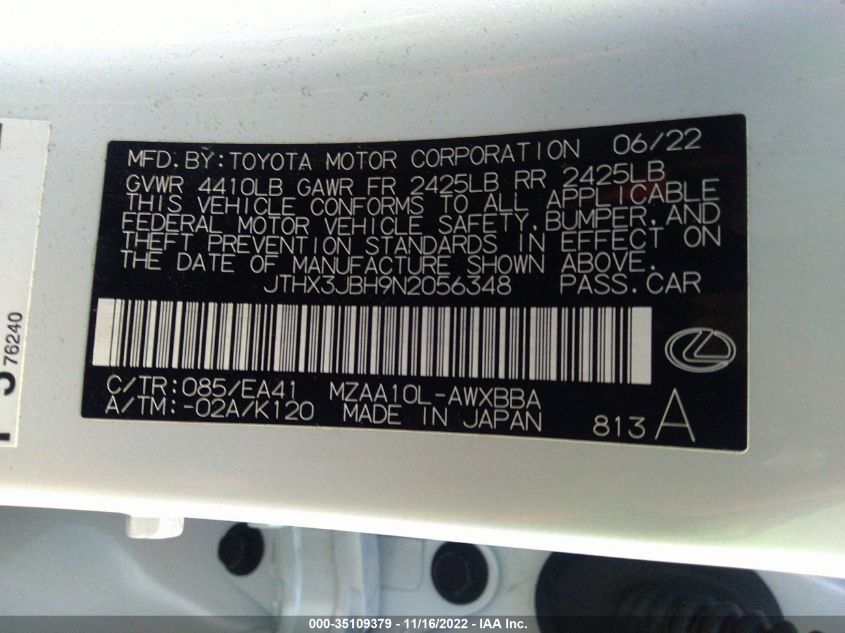 MFD. BY: TOYOTA MOTOR CORPORATION 06/22
GVWR 4410LB GAWR FR 2425LB RR 2425LB
THIS VEHICLE CONFORMS TO ALL APPLICABLE
FEDERAL MOTOR VEHICLE SAFETY, BUMPER, AND
THEFT PREVENTION STANDARDS IN EFFECT ON
THE DATE OF MANUFACTURE SHOWN ABOVE.
JTHX3JBH9N2056348 PASS. CAR
C/TR: 085/EA41 MZAA10L-AWXBBA
A/TM: -02A/K120 MADE IN JAPAN 813 A
76240
000-35109379 - 11/16/2022 - IAA Inc.